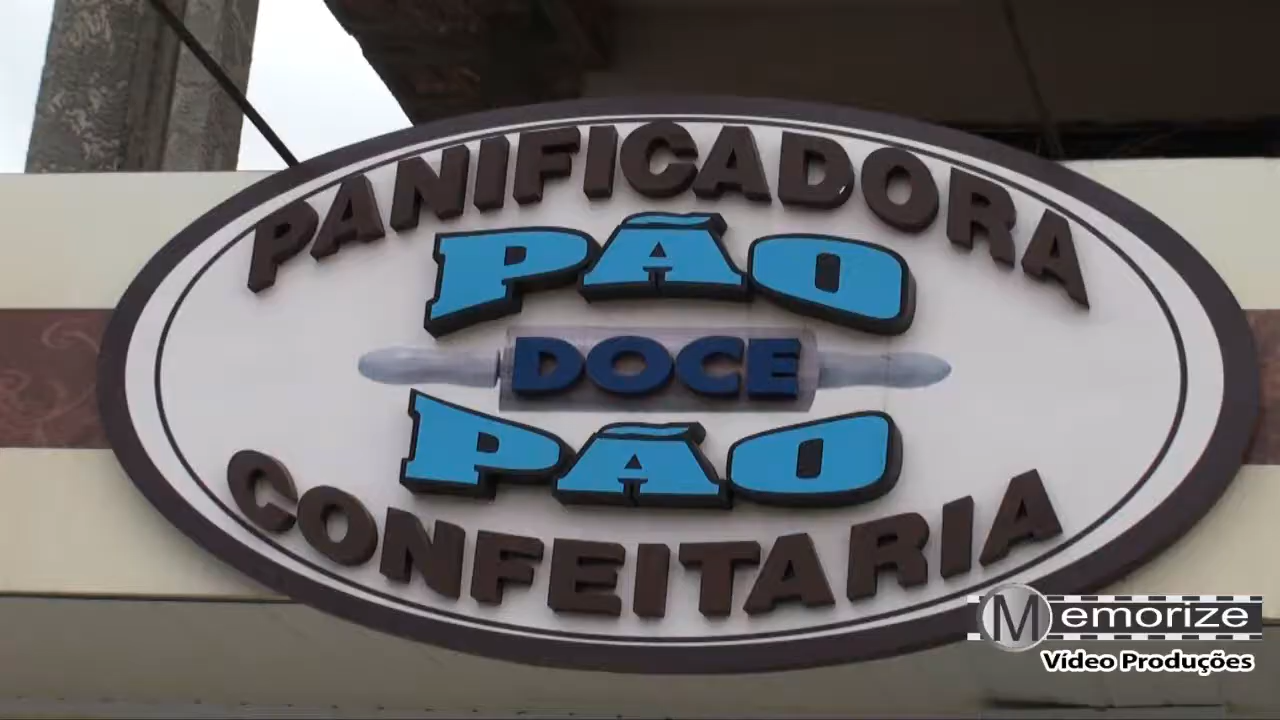 PANIFICADORA
PÃO
DOCE
PÃO
CONFEITARIA
Memorize
Vídeo Produções